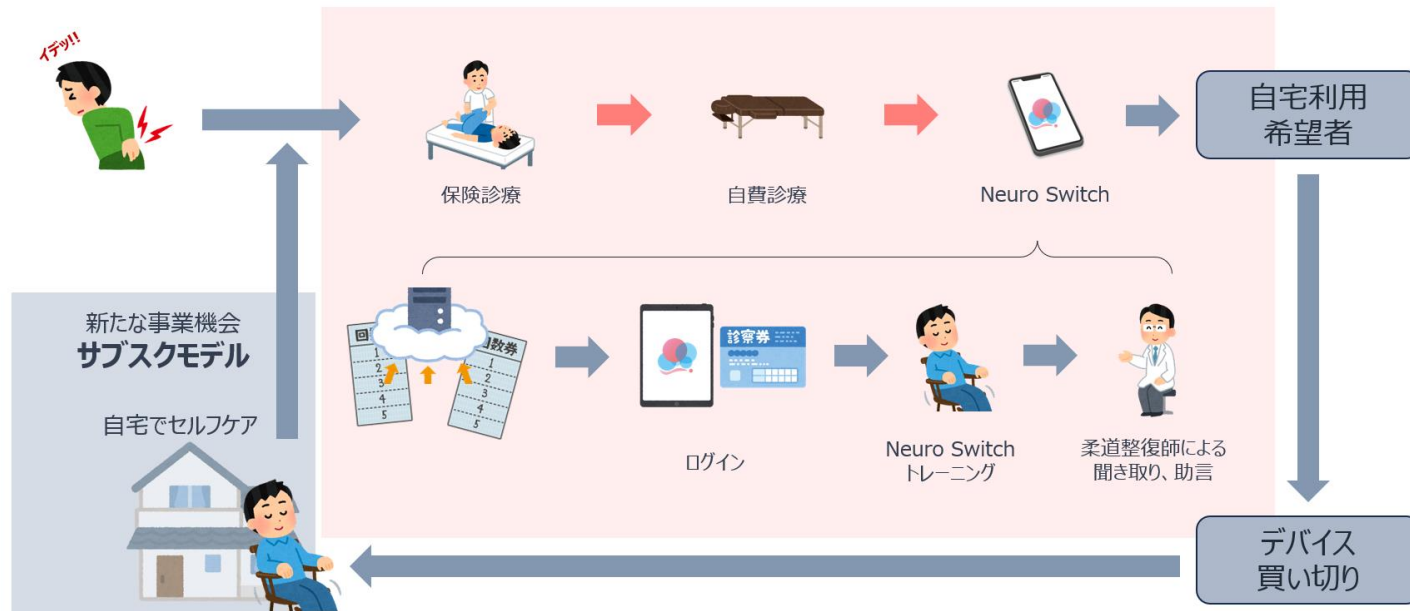 イデッ!!
保険診療
自費診療
Neuro Switch
自宅利用
希望者
新たな事業機会
サブスクモデル
自宅でセルフケア
回
1
2
3
4
5
数券
1
2
3
4
5
診察券
ログイン
Neuro Switch
トレーニング
柔道整復師による
聞き取り、助言
デバイス
買い切り